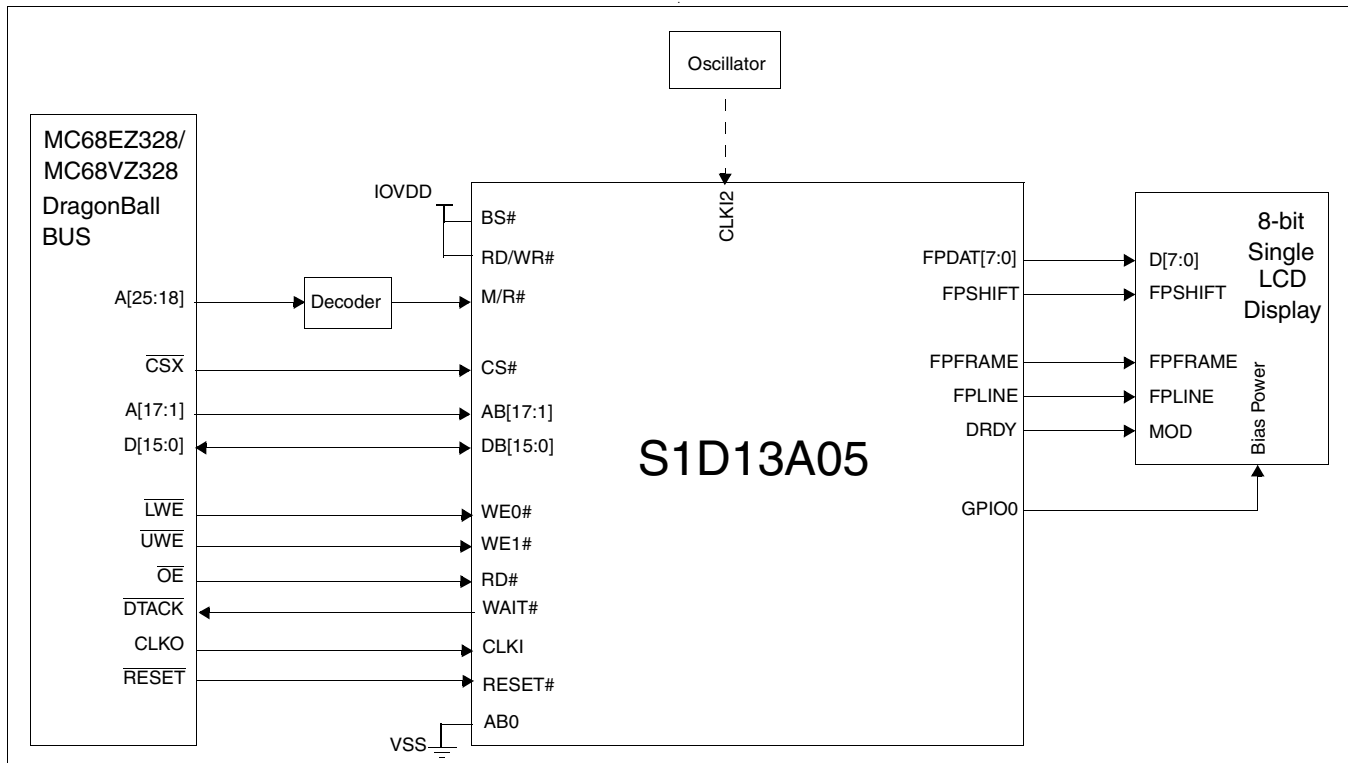 Oscillator
MC68EZ328/
MC68VZ328
DragonBall
BUS
A[25:18]
CSX
A[17:1]
D[15:0]
LWE
UWE
OE
DTACK
CLKO
RESET
Decoder
IOVDD
VSS
CLKI2
BS#
RD/WR#
M/R#
CS#
AB[17:1]
DB[15:0]
WE0#
WE1#
RD#
WAIT#
CLKI
RESET#
AB0
S1D13A05
FPDAT[7:0]
FPSHIFT
FPFRAME
FPLINE
DRDY
GPIO0
8-bit
Single
LCD
Display
D[7:0]
FPSHIFT
FPFRAME
FPLINE
MOD
Bias Power